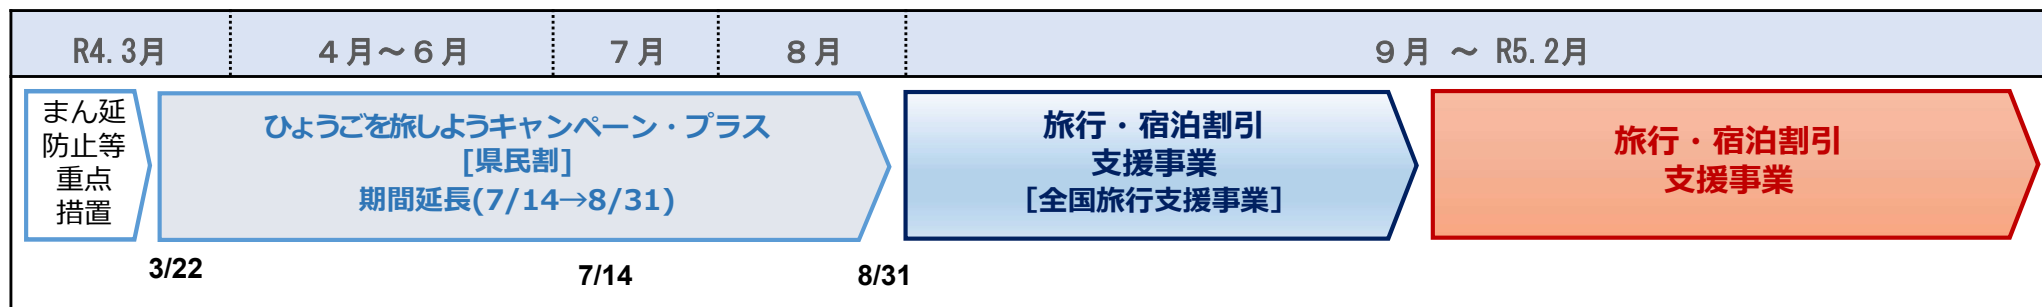 R4.3月
４月～６月
７月
８月
９月 ～ R5.2月
まん延
防止等
重点
措置
ひょうごを旅しようキャンペーン・プラス
[県民割]
期間延長(7/14→8/31)
旅行・宿泊割引
支援事業
[全国旅行支援事業]
旅行・宿泊割引
支援事業
3/22
7/14
8/31